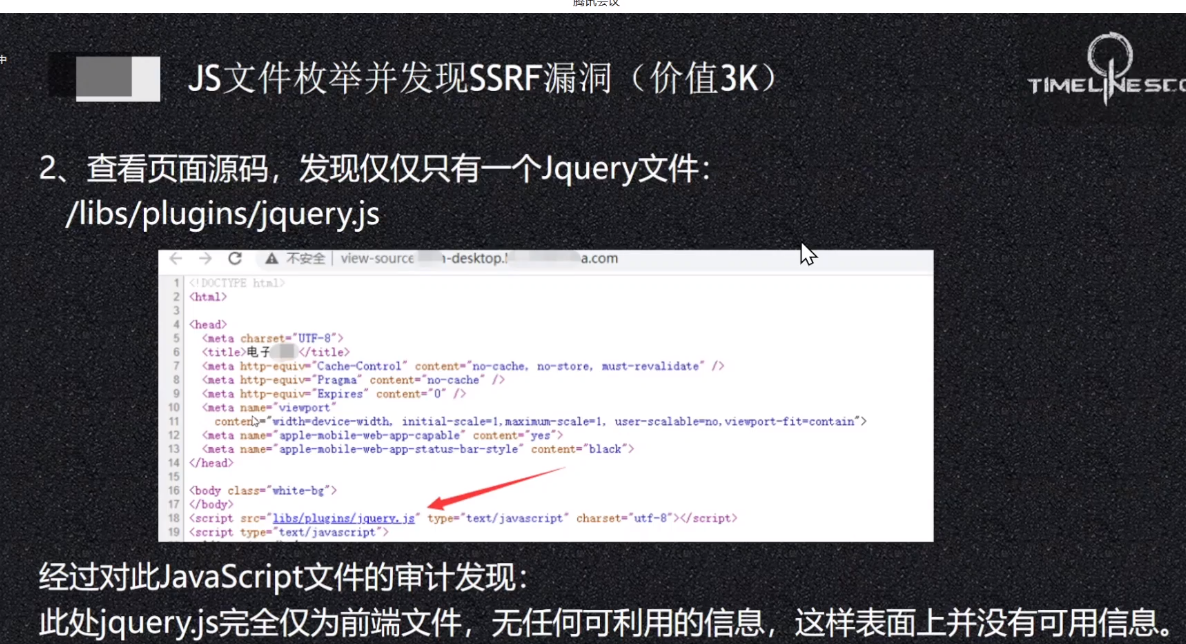 腾讯会议
中
JS文件枚举并发现SSRF漏洞（价值3K）
TIMELINESEC
2、查看页面源码，发现仅仅只有一个Jquery文件：
/libs/plugins/jquery.js
不安全 | view-source -desktop. a.com
1 <!DOCTYPE html>
2 <html>
3
4 <head>
5 <meta charset="UTF-8">
6 <title>电子</title>
7 <meta http-equiv="Cache-Control" content="no-cache, no-store, must-revalidate" />
8 <meta http-equiv="Pragma" content="no-cache" />
9 <meta http-equiv="Expires" content="0" />
10 <meta name="viewport"
11 content="width=device-width, initial-scale=1,maximum-scale=1, user-scalable=no,viewport-fit=contain">
12 <meta name="apple-mobile-web-app-capable" content="yes">
13 <meta name="apple-mobile-web-app-status-bar-style" content="black">
14 </head>
15
16 <body class="white-bg">
17 </body>
18 <script src="libs/plugins/jquery.js" type="text/javascript" charset="utf-8"></script>
19 <script type="text/javascript">
经过对此JavaScript文件的审计发现：
此处jquery.js完全仅为前端文件，无任何可利用的信息，这样表面上并没有可用信息。